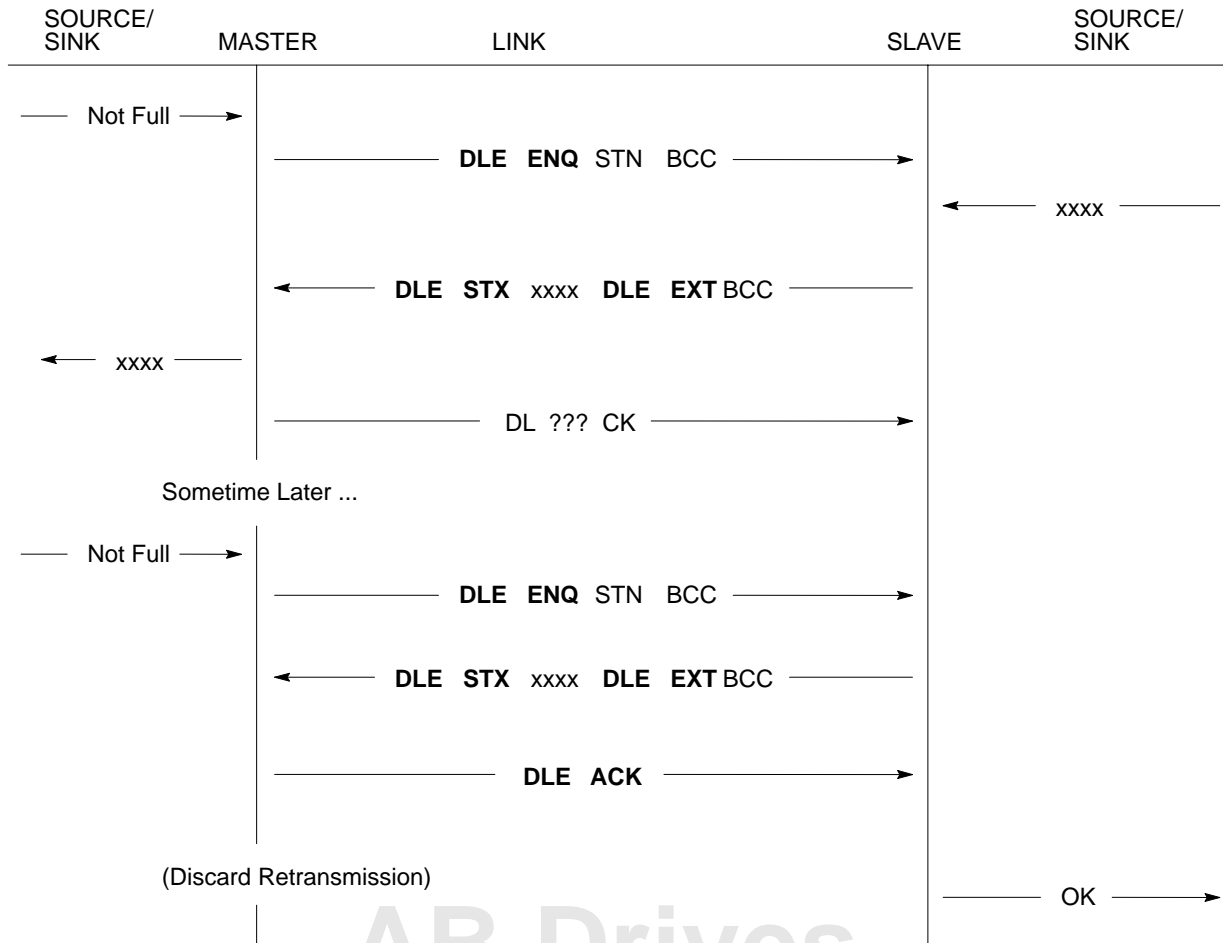 SOURCE/
SINK
MASTER
LINK
SLAVE
SOURCE/
SINK
Not Full
DLE ENQ STN BCC
xxxx
DLE STX xxxx DLE EXT BCC
xxxx
DL ??? CK
Sometime Later ...
Not Full
DLE ENQ STN BCC
DLE STX xxxx DLE EXT BCC
DLE ACK
(Discard Retransmission)
OK
AB Drives